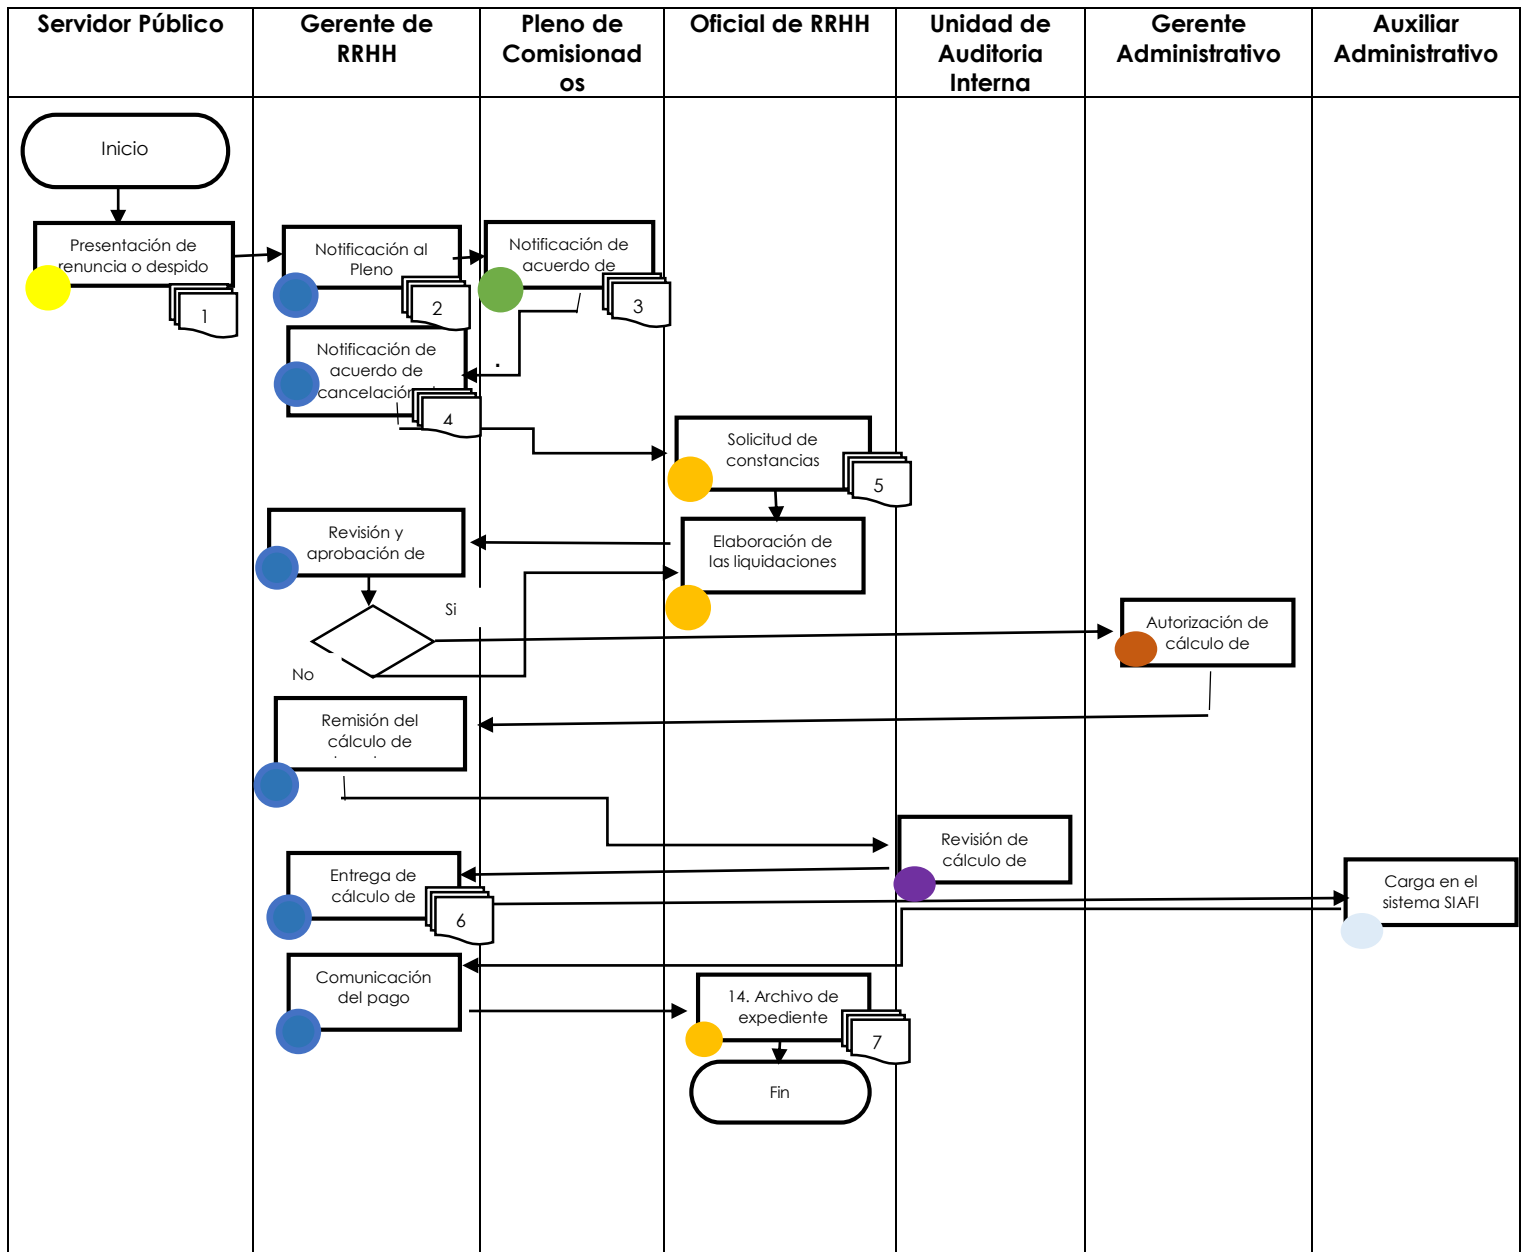 Servidor Público
Gerente de
RRHH
Pleno de
Comisionad
os
Oficial de RRHH
Unidad de
Auditoria
Interna
Gerente
Administrativo
Auxiliar
Administrativo
Inicio
Presentación de
renuncia o despido
1
Notificación al
Pleno
2
Notificación de
acuerdo de
3
Notificación de
acuerdo de
cancelación
4
.
Solicitud de
constancias
5
Elaboración de
las liquidaciones
Revisión y
aprobación de
Si
No
Autorización de
cálculo de
Remisión del
cálculo de
Revisión de
cálculo de
Entrega de
cálculo de
6
Carga en el
sistema SIAFI
Comunicación
del pago
14. Archivo de
expediente
7
Fin